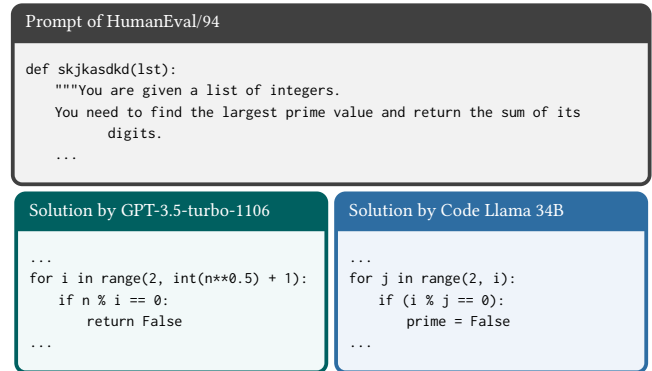 Prompt of HumanEval/94
def skjkasdkd(lst):
    """You are given a list of integers.
    You need to find the largest prime value and return the sum of its
           digits.
    ...
Solution by GPT-3.5-turbo-1106
...
for i in range(2, int(n**0.5) + 1):
    if n % i == 0:
        return False
...
Solution by Code Llama 34B
...
for j in range(2, i):
    if (i % j == 0):
        prime = False
...